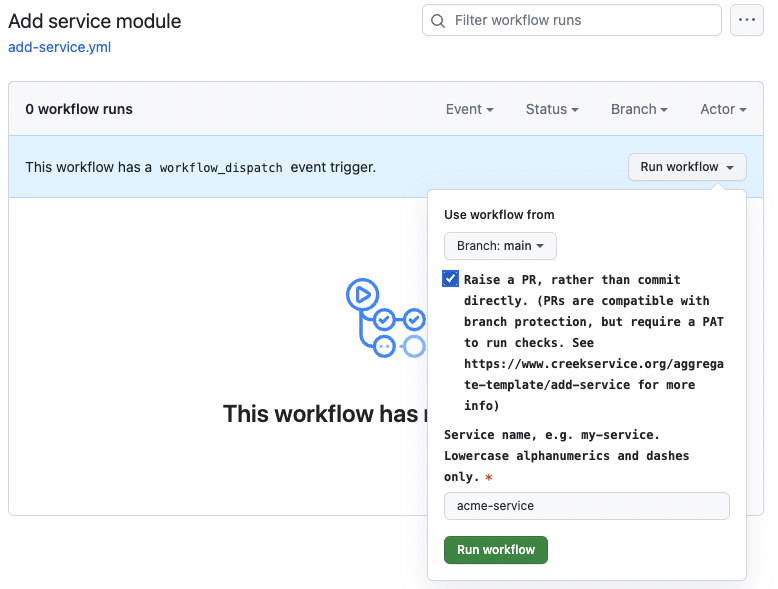 Add service module
Filter workflow runs
add-service.yml
0 workflow runs
Event
Status
Branch
Actor
This workflow has a workflow_dispatch event trigger.
Run workflow
Use workflow from
Branch: main
Raise a PR, rather than commit
directly. (PRs are compatible with
branch protection, but require a PAT
to run checks. See
https://www.creekservice.org/aggrega
te-template/add-service for more
info)
This workflow has
Service name, e.g. my-service.
Lowercase alphanumerics and dashes
only. *
acme-service
Run workflow